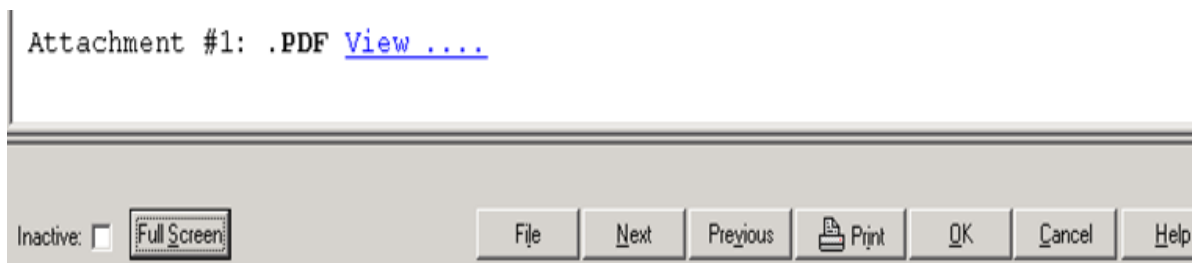 Attachment #1: .PDF View ....
Inactive: Full Screen File Next Previous Print OK Cancel Help